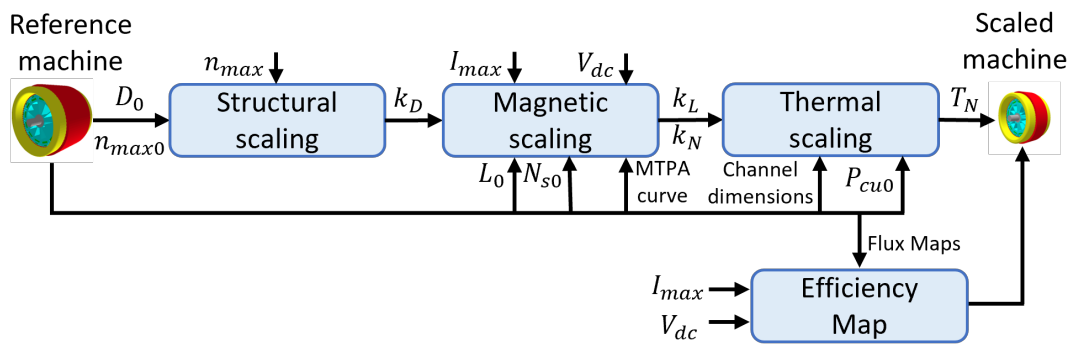 Reference
machine
Scaled
machine
n_max
I_max
V_dc
D_0
n_max0
Structural
scaling
k_D
Magnetic
scaling
k_L
k_N
Thermal
scaling
T_N
L_0
N_s0
MTPA
curve
Channel
dimensions
P_cu0
Flux Maps
I_max
V_dc
Efficiency
Map